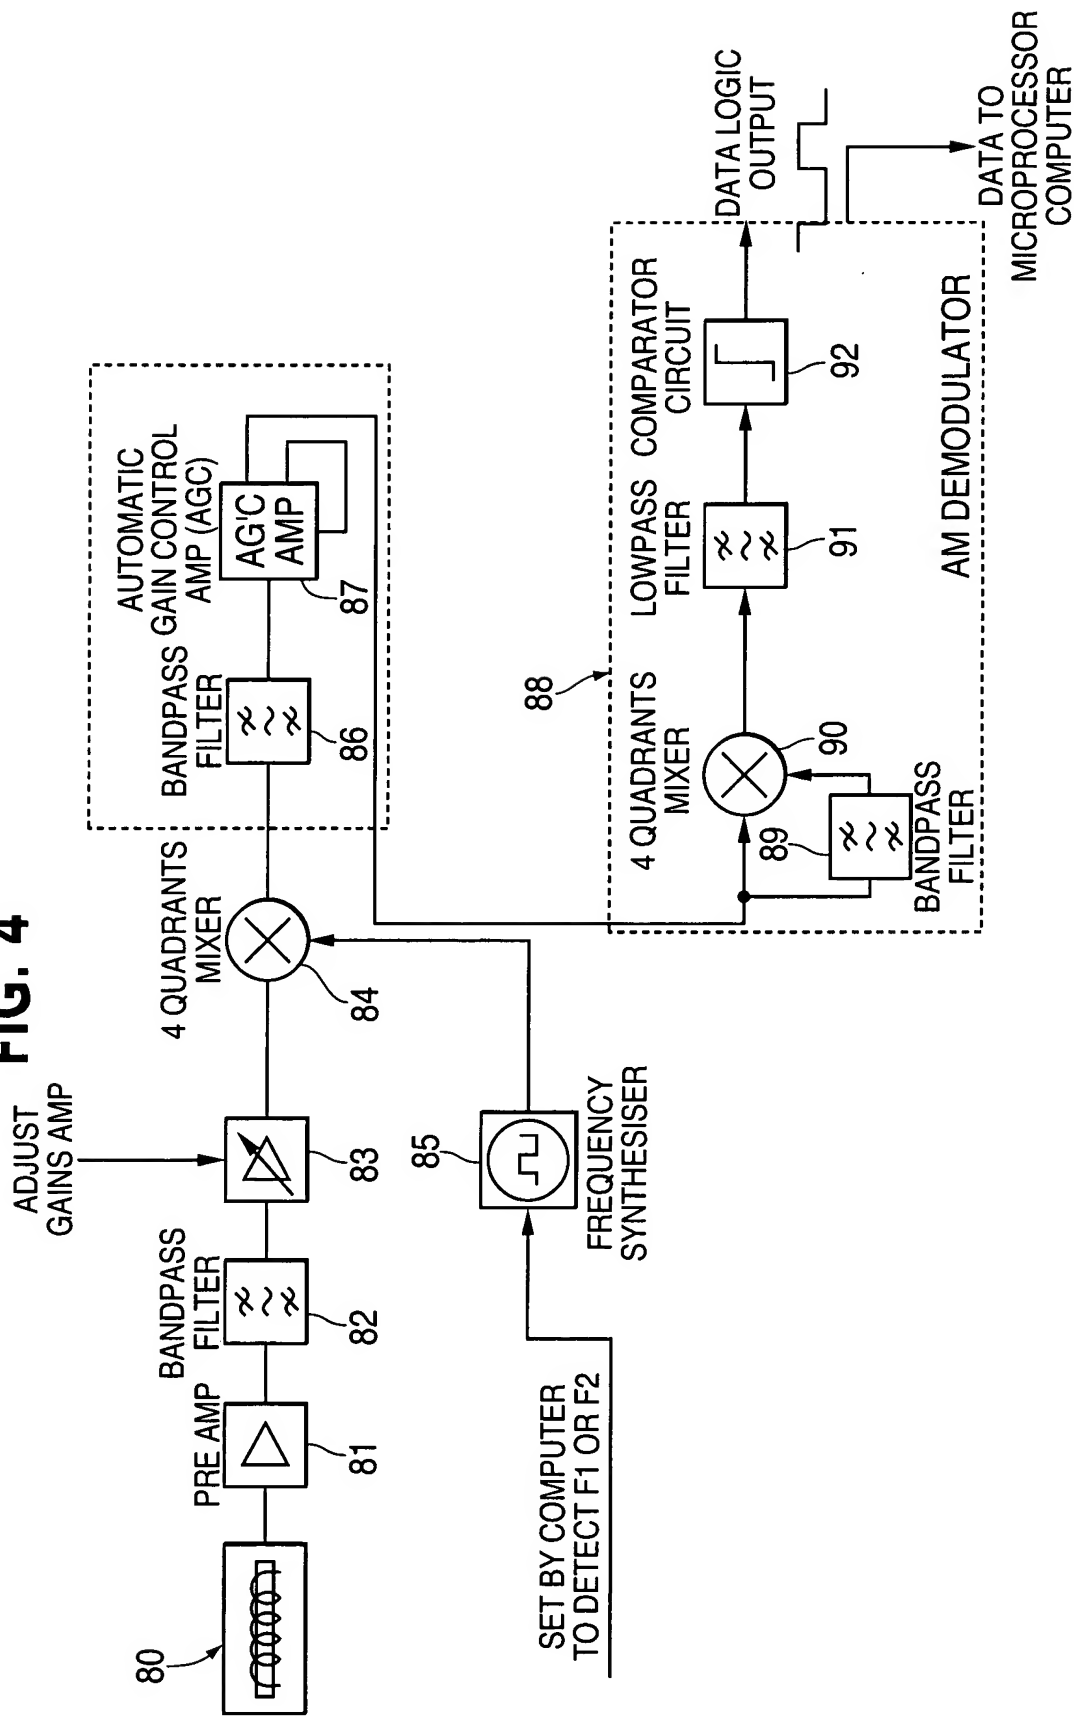 FIG. 4
ADJUST
GAINS AMP
80
PRE AMP
81
BANDPASS
FILTER
82
83
4 QUADRANTS
MIXER
84
BANDPASS
FILTER
86
AUTOMATIC
GAIN CONTROL
AMP (AGC)
AG'C
AMP
87
SET BY COMPUTER
TO DETECT F1 OR F2
85
FREQUENCY
SYNTHESISER
88
4 QUADRANTS
MIXER
90
89
BANDPASS
FILTER
LOWPASS
FILTER
91
COMPARATOR
CIRCUIT
92
AM DEMODULATOR
DATA LOGIC
OUTPUT
DATA TO
MICROPROCESSOR
COMPUTER